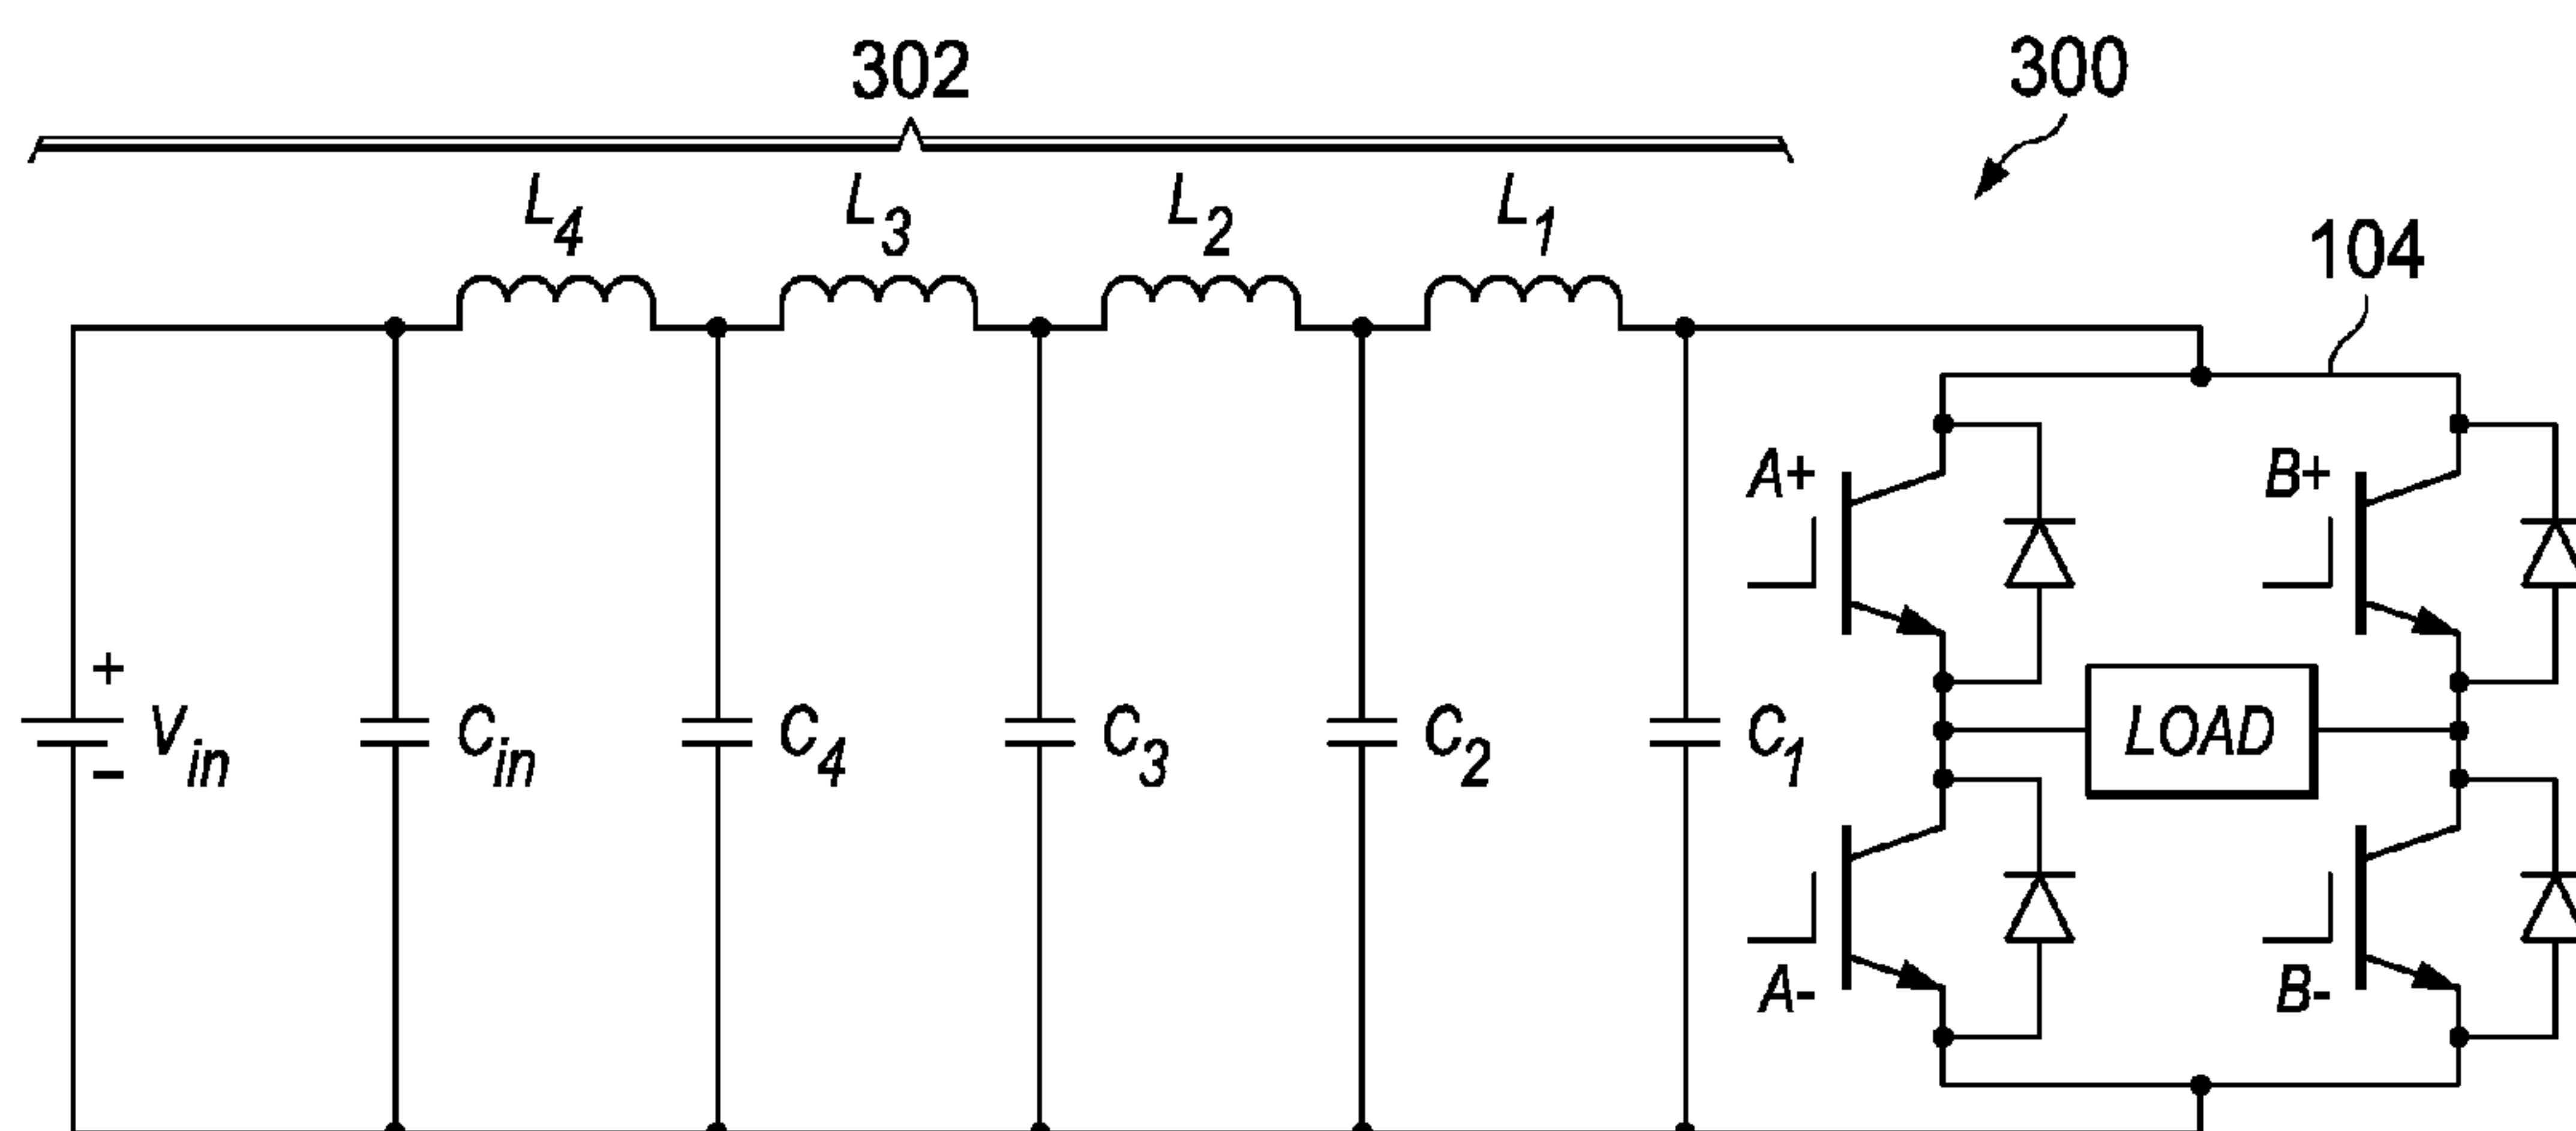 302
300
L4
L3
L2
L1
104
A+
B+
+
Vin
-
Cin
C4
C3
C2
C1
LOAD
A-
B-